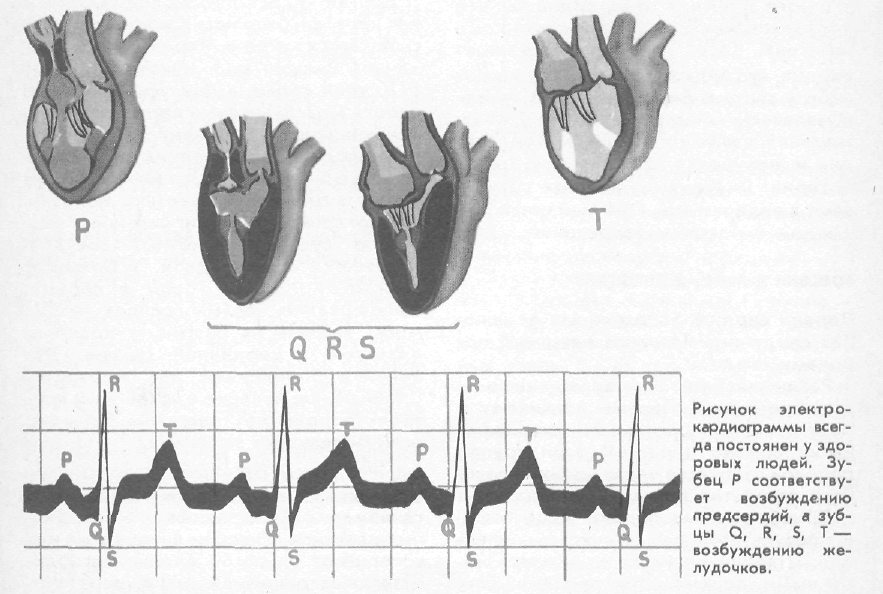 P
T
Q R S
R R R R
T T T
P P P P
Q Q Q Q
S S S S
Рисунок электро-
кардиограммы всег-
да постоянен у здо-
ровых людей. Зу-
бец P соответству-
ет возбуждению
предсердий, а зуб-
цы Q, R, S, T —
возбуждению же-
лудочков.